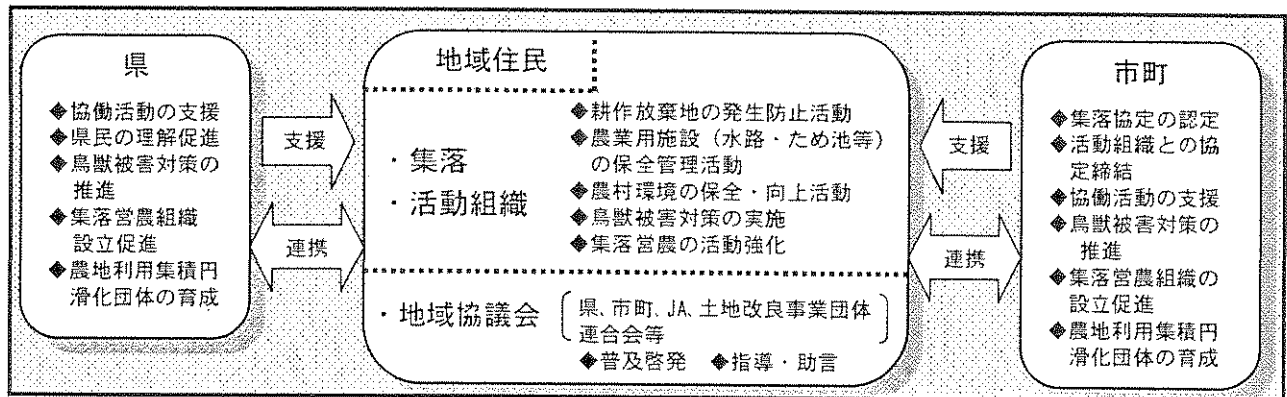 県
◆協働活動の支援
◆県民の理解促進
◆鳥獣被害対策の
推進
◆集落営農組織
設立促進
◆農地利用集積円
滑化団体の育成
支援
連携
地域住民
・集落
・活動組織
◆耕作放棄地の発生防止活動
◆農業用施設（水路・ため池等）
の保全管理活動
◆農村環境の保全・向上活動
◆鳥獣被害対策の実施
◆集落営農の活動強化
・地域協議会
県、市町、JA、土地改良事業団体
連合会等
◆普及啓発 ◆指導・助言
支援
連携
市町
◆集落協定の認定
◆活動組織との協
定締結
◆協働活動の支援
◆鳥獣被害対策の
推進
◆集落営農組織の
設立促進
◆農地利用集積円
滑化団体の育成